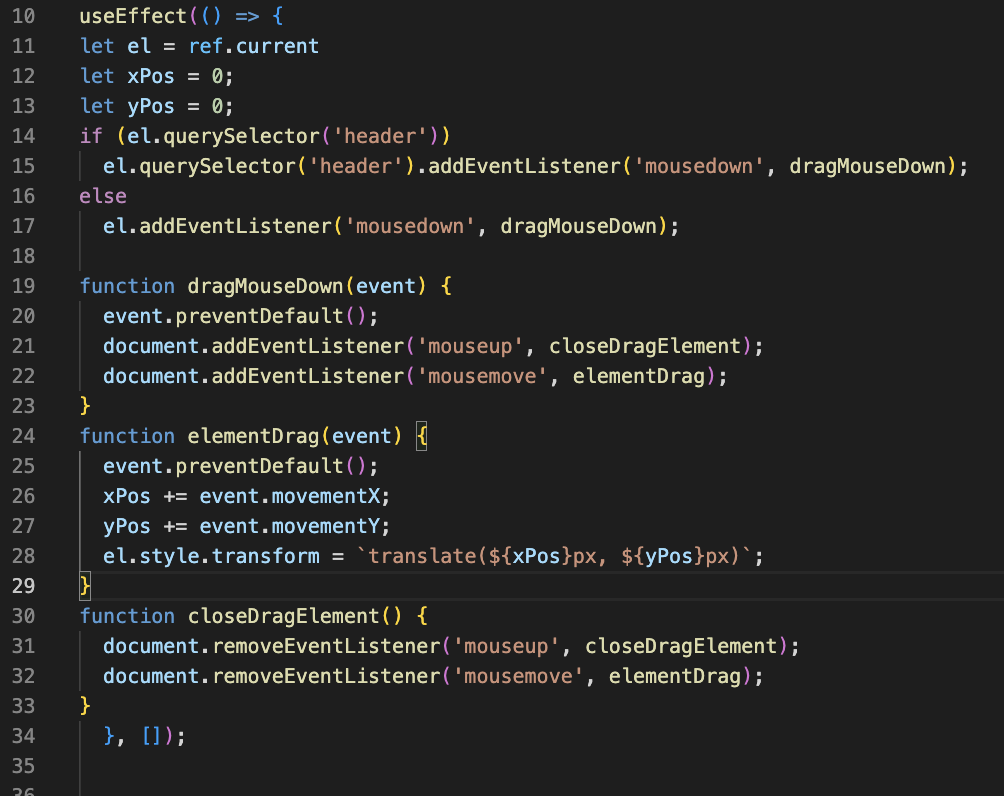 10 useEffect(() => {
11 let el = ref.current
12 let xPos = 0;
13 let yPos = 0;
14 if (el.querySelector('header'))
15   el.querySelector('header').addEventListener('mousedown', dragMouseDown);
16 else
17   el.addEventListener('mousedown', dragMouseDown);
18
19 function dragMouseDown(event) {
20   event.preventDefault();
21   document.addEventListener('mouseup', closeDragElement);
22   document.addEventListener('mousemove', elementDrag);
23 }
24 function elementDrag(event) {
25   event.preventDefault();
26   xPos += event.movementX;
27   yPos += event.movementY;
28   el.style.transform = `translate(${xPos}px, ${yPos}px)`;
29 }
30 function closeDragElement() {
31   document.removeEventListener('mouseup', closeDragElement);
32   document.removeEventListener('mousemove', elementDrag);
33 }
34   }, []);
35
36